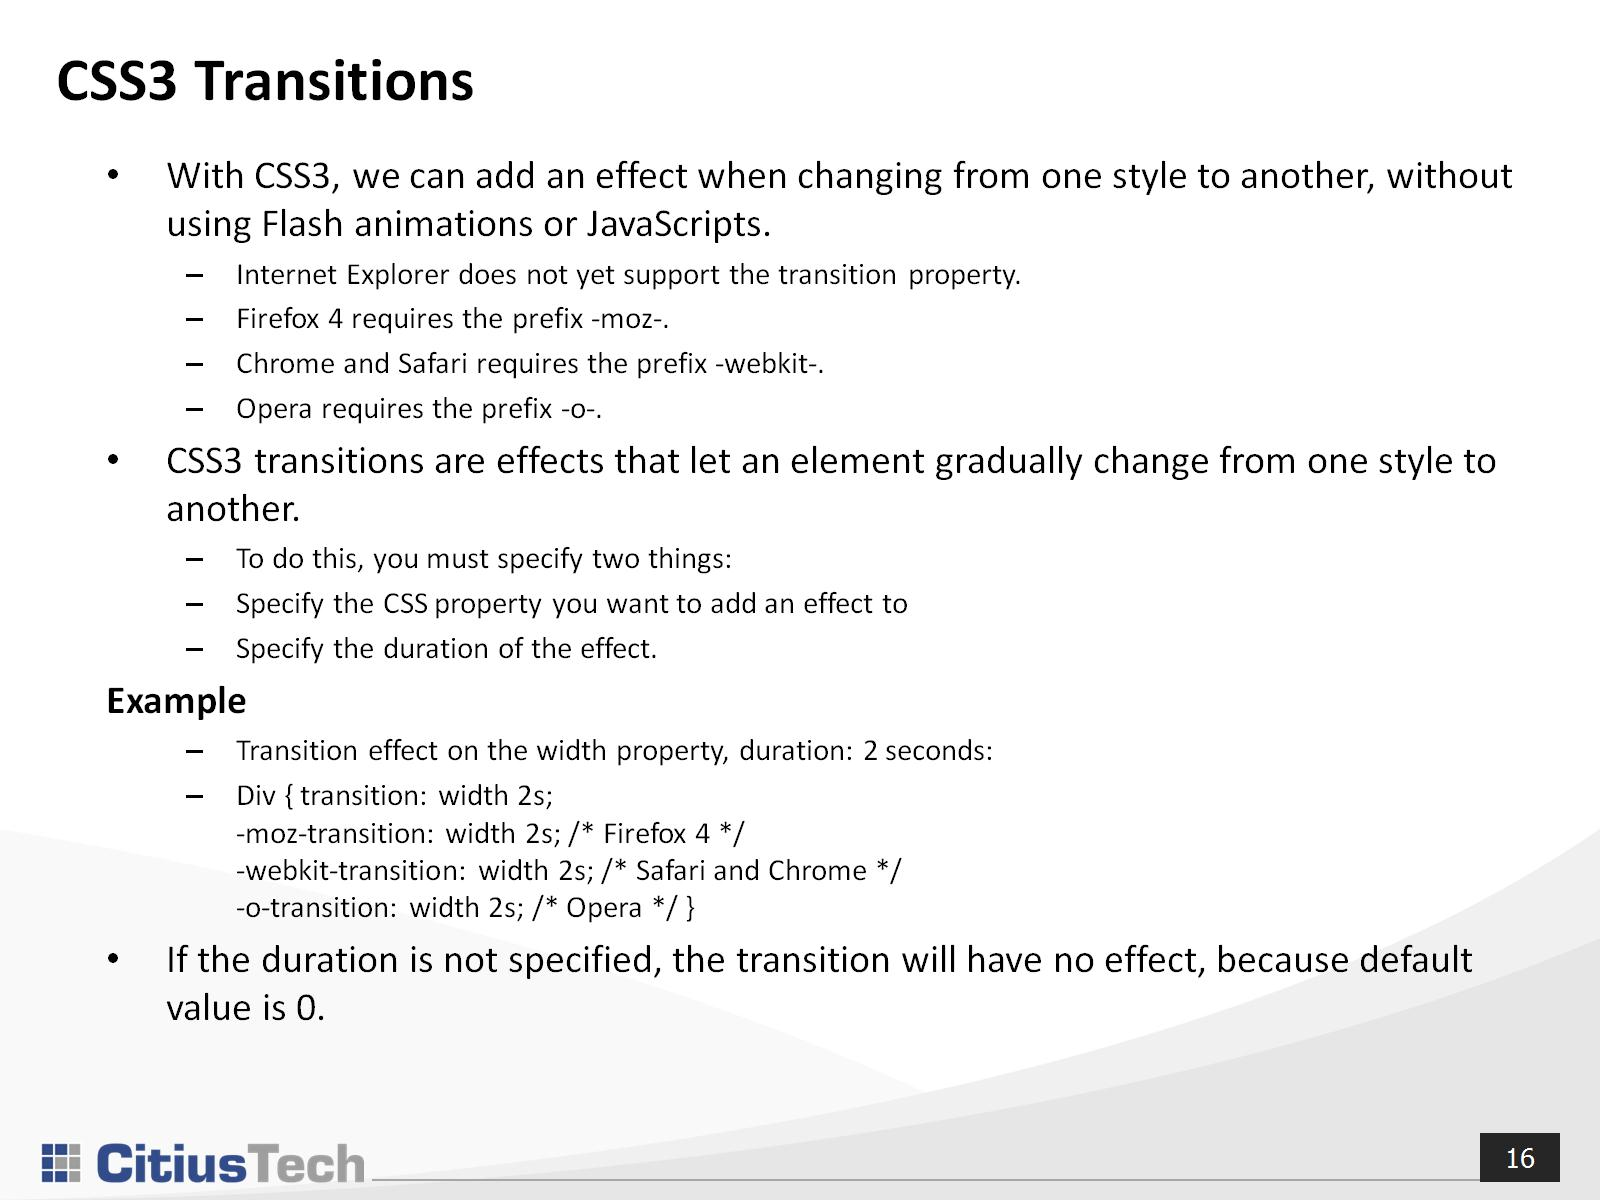 CSS3 Transitions
• With CSS3, we can add an effect when changing from one style to another, without
using Flash animations or JavaScripts.
– Internet Explorer does not yet support the transition property.
– Firefox 4 requires the prefix -moz-.
– Chrome and Safari requires the prefix -webkit-.
– Opera requires the prefix -o-.
• CSS3 transitions are effects that let an element gradually change from one style to
another.
– To do this, you must specify two things:
– Specify the CSS property you want to add an effect to
– Specify the duration of the effect.
Example
– Transition effect on the width property, duration: 2 seconds:
– Div { transition: width 2s;
-moz-transition: width 2s; /* Firefox 4 */
-webkit-transition: width 2s; /* Safari and Chrome */
-o-transition: width 2s; /* Opera */ }
• If the duration is not specified, the transition will have no effect, because default
value is 0.
CitiusTech
16